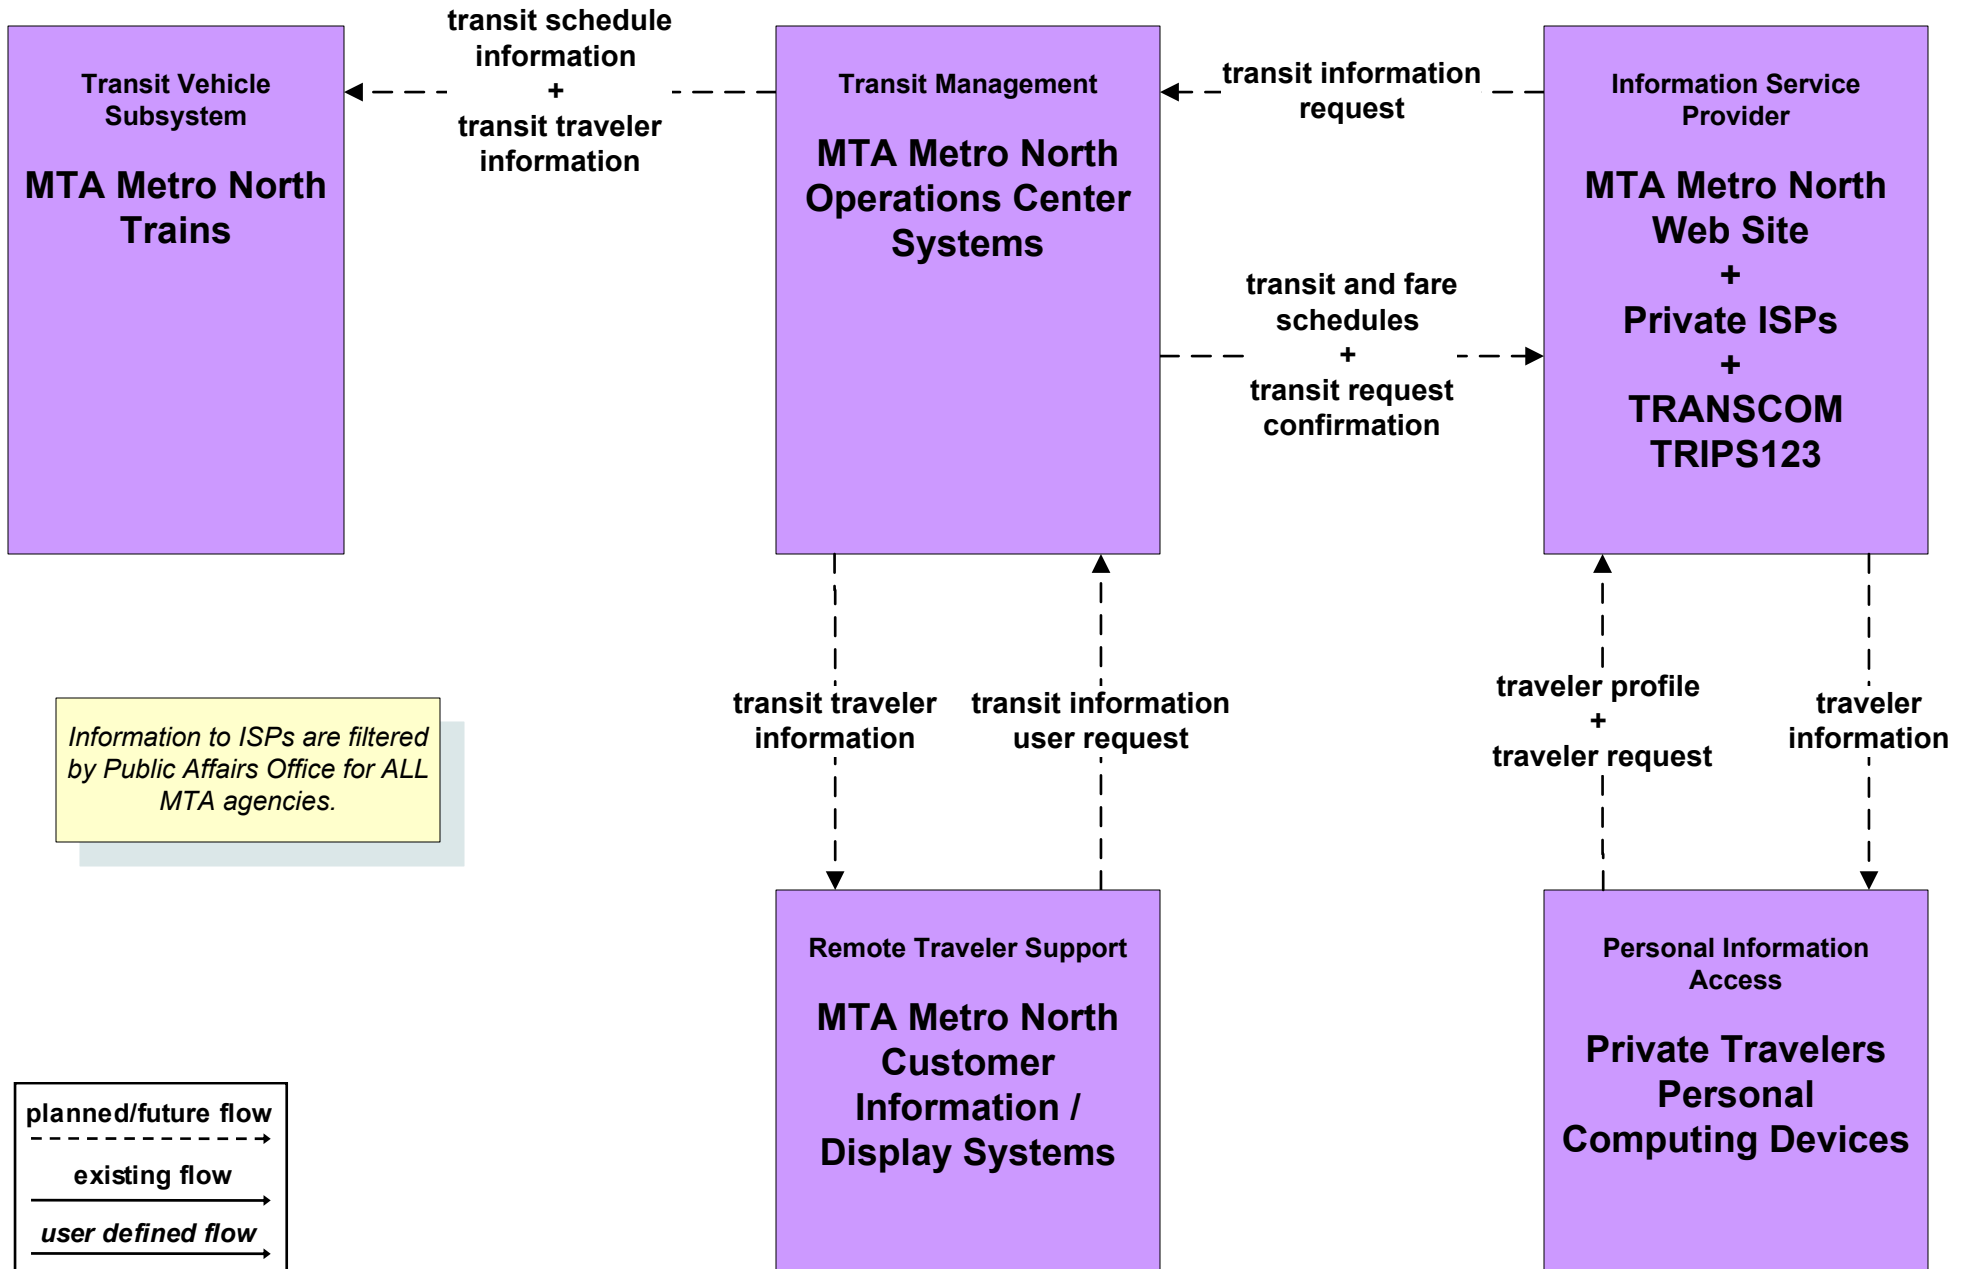 Transit Vehicle
Subsystem
MTA Metro North
Trains
transit schedule
information
+
transit traveler
information
Transit Management
MTA Metro North
Operations Center
Systems
transit information
request
transit and fare
schedules
+
transit request
confirmation
Information Service
Provider
MTA Metro North
Web Site
+
Private ISPs
+
TRANSCOM
TRIPS123
Information to ISPs are filtered
by Public Affairs Office for ALL
MTA agencies.
transit traveler
information
transit information
user request
traveler profile
+
traveler request
traveler
information
Remote Traveler Support
MTA Metro North
Customer
Information /
Display Systems
Personal Information
Access
Private Travelers
Personal
Computing Devices
planned/future flow
existing flow
user defined flow